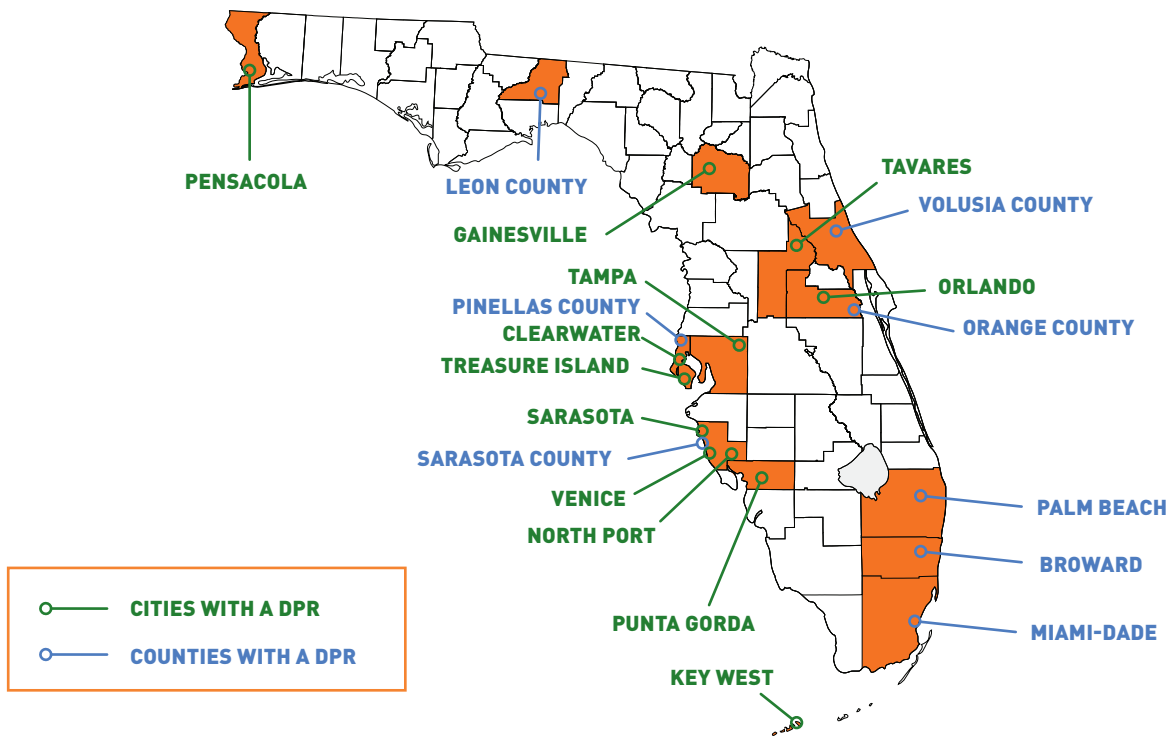 PENSACOLA
LEON COUNTY
GAINESVILLE
TAVARES
VOLUSIA COUNTY
TAMPA
ORLANDO
PINELLAS COUNTY
ORANGE COUNTY
CLEARWATER
TREASURE ISLAND
SARASOTA
SARASOTA COUNTY
VENICE
NORTH PORT
PALM BEACH
BROWARD
PUNTA GORDA
MIAMI-DADE
KEY WEST
CITIES WITH A DPR
COUNTIES WITH A DPR